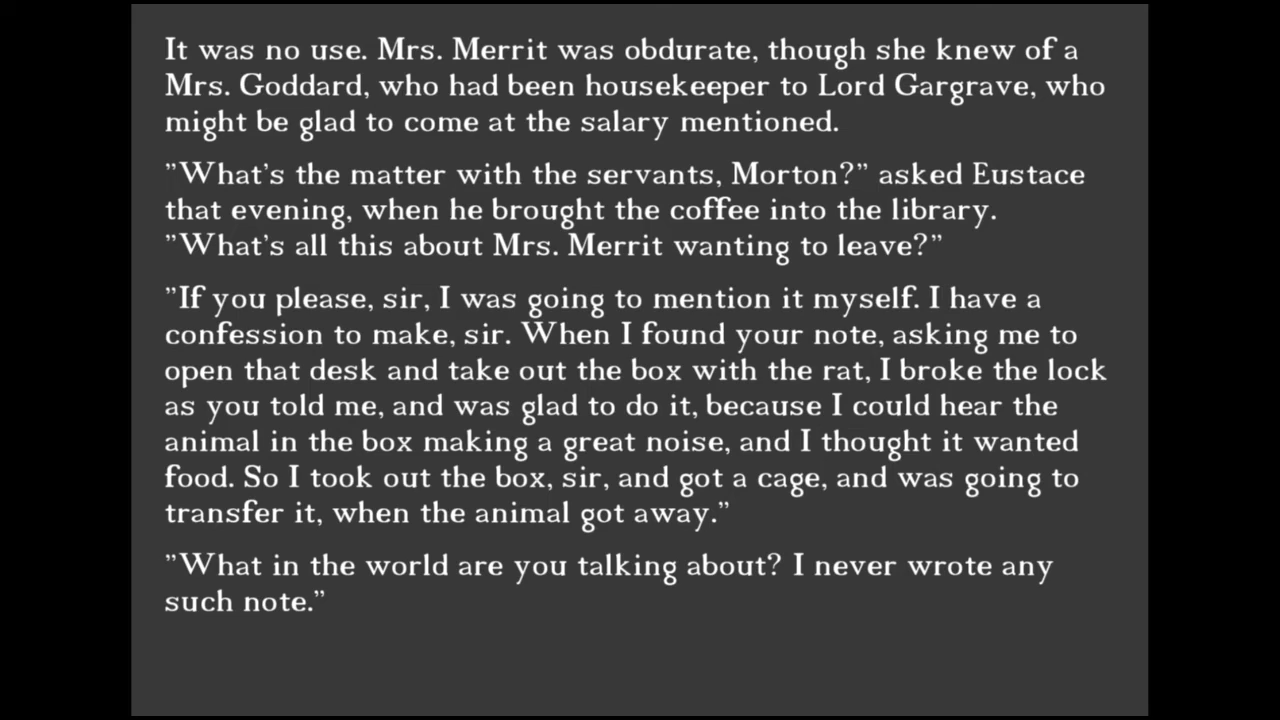 It was no use. Mrs. Merrit was obdurate, though she knew of a
Mrs. Goddard, who had been housekeeper to Lord Gargrave, who
might be glad to come at the salary mentioned.
”What’s the matter with the servants, Morton?” asked Eustace
that evening, when he brought the coffee into the library.
”What’s all this about Mrs. Merrit wanting to leave?”
”If you please, sir, I was going to mention it myself. I have a
confession to make, sir. When I found your note, asking me to
open that desk and take out the box with the rat, I broke the lock
as you told me, and was glad to do it, because I could hear the
animal in the box making a great noise, and I thought it wanted
food. So I took out the box, sir, and got a cage, and was going to
transfer it, when the animal got away.”
”What in the world are you talking about? I never wrote any
such note.”